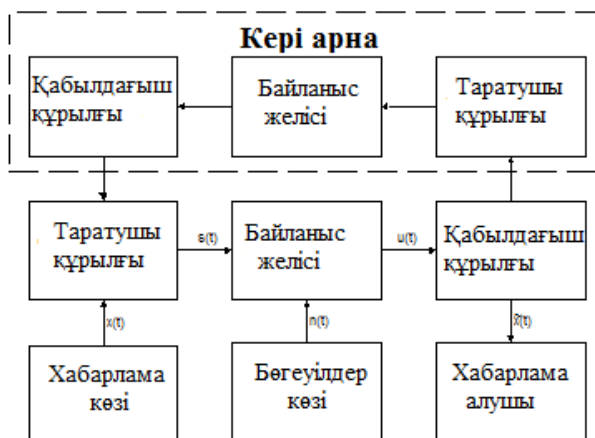 Кері арна
Қабылдағыш
құрылғы
Байланыс
желісі
Таратушы
құрылғы
Таратушы
құрылғы
s(t)
Байланыс
желісі
u(t)
Қабылдағыш
құрылғы
x(t)
n(t)
x̂(t)
Хабарлама
көзі
Бөгеуілдер
көзі
Хабарлама
алушы